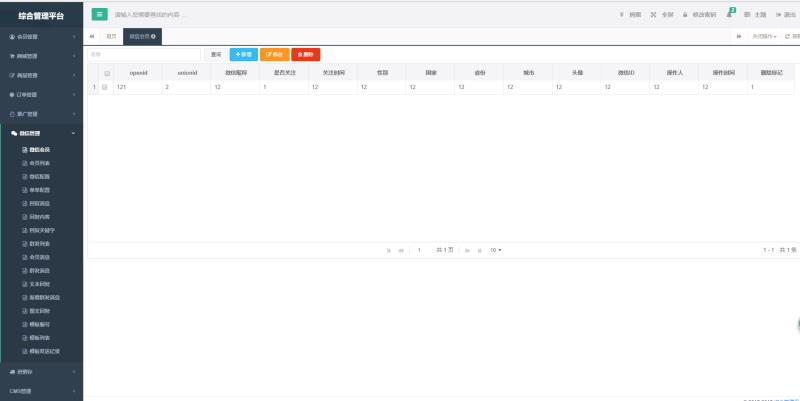 综合管理平台
会员管理
商城管理
商品管理
订单管理
推广管理
微信管理
微信会员
会员列表
微信配置
菜单配置
回复消息
回复内容
回复关键字
群发列表
会员消息
群发消息
文本回复
新增群发消息
图文回复
模板编号
模板列表
模板发送记录
进销存
CMS管理
请输入您需要查找的内容 …
捐赠
全屏
修改密码
2
主题
退出
首页
微信会员
关闭操作
名称
查询
新增
修改
删除
openid unionid 微信昵称 是否关注 关注时间 性别 国家 省份 城市 头像 微信ID 操作人 操作时间 删除标记
1 121 2 12 1 12 12 12 12 12 12 12 12 12 1
1 共 1 页 10
1 - 1 共 1 条